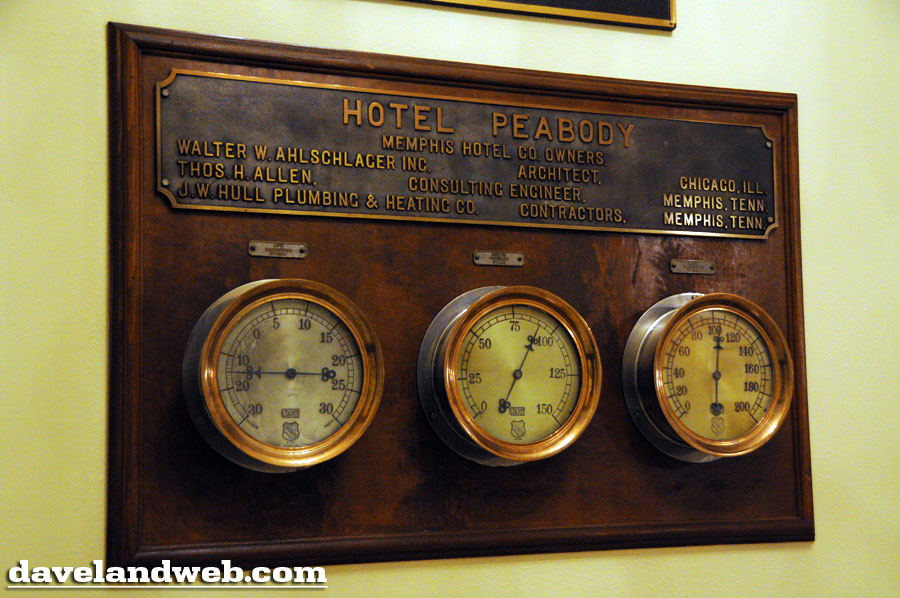 HOTEL PEABODY
MEMPHIS HOTEL CO. OWNERS.
WALTER W. AHLSCHLAGER INC. ARCHITECT. CHICAGO, ILL.
THOS. H. ALLEN, CONSULTING ENGINEER, MEMPHIS, TENN.
J.W. HULL PLUMBING & HEATING CO. CONTRACTORS, MEMPHIS, TENN.
30 20 10 0 5 10 15 20 25 30
0 25 50 75 100 125 150
0 20 40 60 80 100 120 140 160 180 200
davelandweb.com